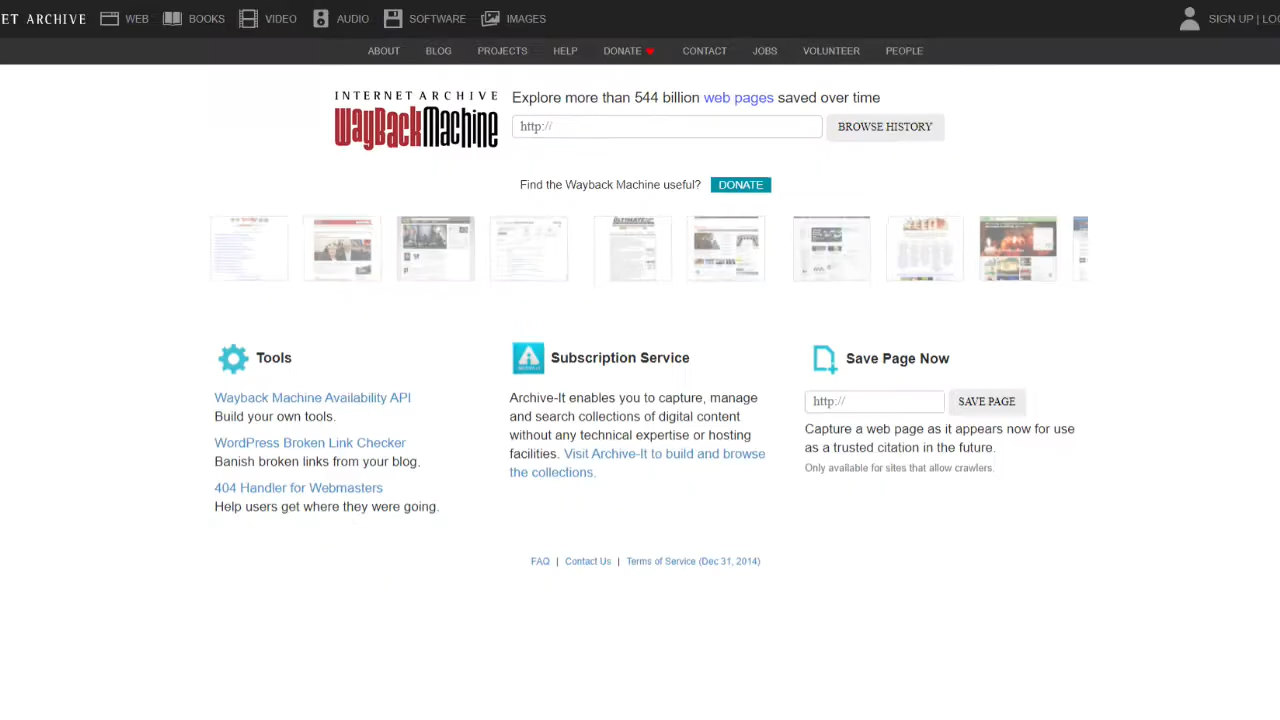 ET ARCHIVE WEB BOOKS VIDEO AUDIO SOFTWARE IMAGES SIGN UP | LO
ABOUT BLOG PROJECTS HELP DONATE CONTACT JOBS VOLUNTEER PEOPLE
INTERNET ARCHIVE
WayBackMachine
Explore more than 544 billion web pages saved over time
http://
BROWSE HISTORY
Find the Wayback Machine useful? DONATE
Tools
Wayback Machine Availability API
Build your own tools.
WordPress Broken Link Checker
Banish broken links from your blog.
404 Handler for Webmasters
Help users get where they were going.
Subscription Service
Archive-It enables you to capture, manage
and search collections of digital content
without any technical expertise or hosting
facilities. Visit Archive-It to build and browse
the collections.
Save Page Now
http://
SAVE PAGE
Capture a web page as it appears now for use
as a trusted citation in the future.
Only available for sites that allow crawlers.
FAQ | Contact Us | Terms of Service (Dec 31, 2014)